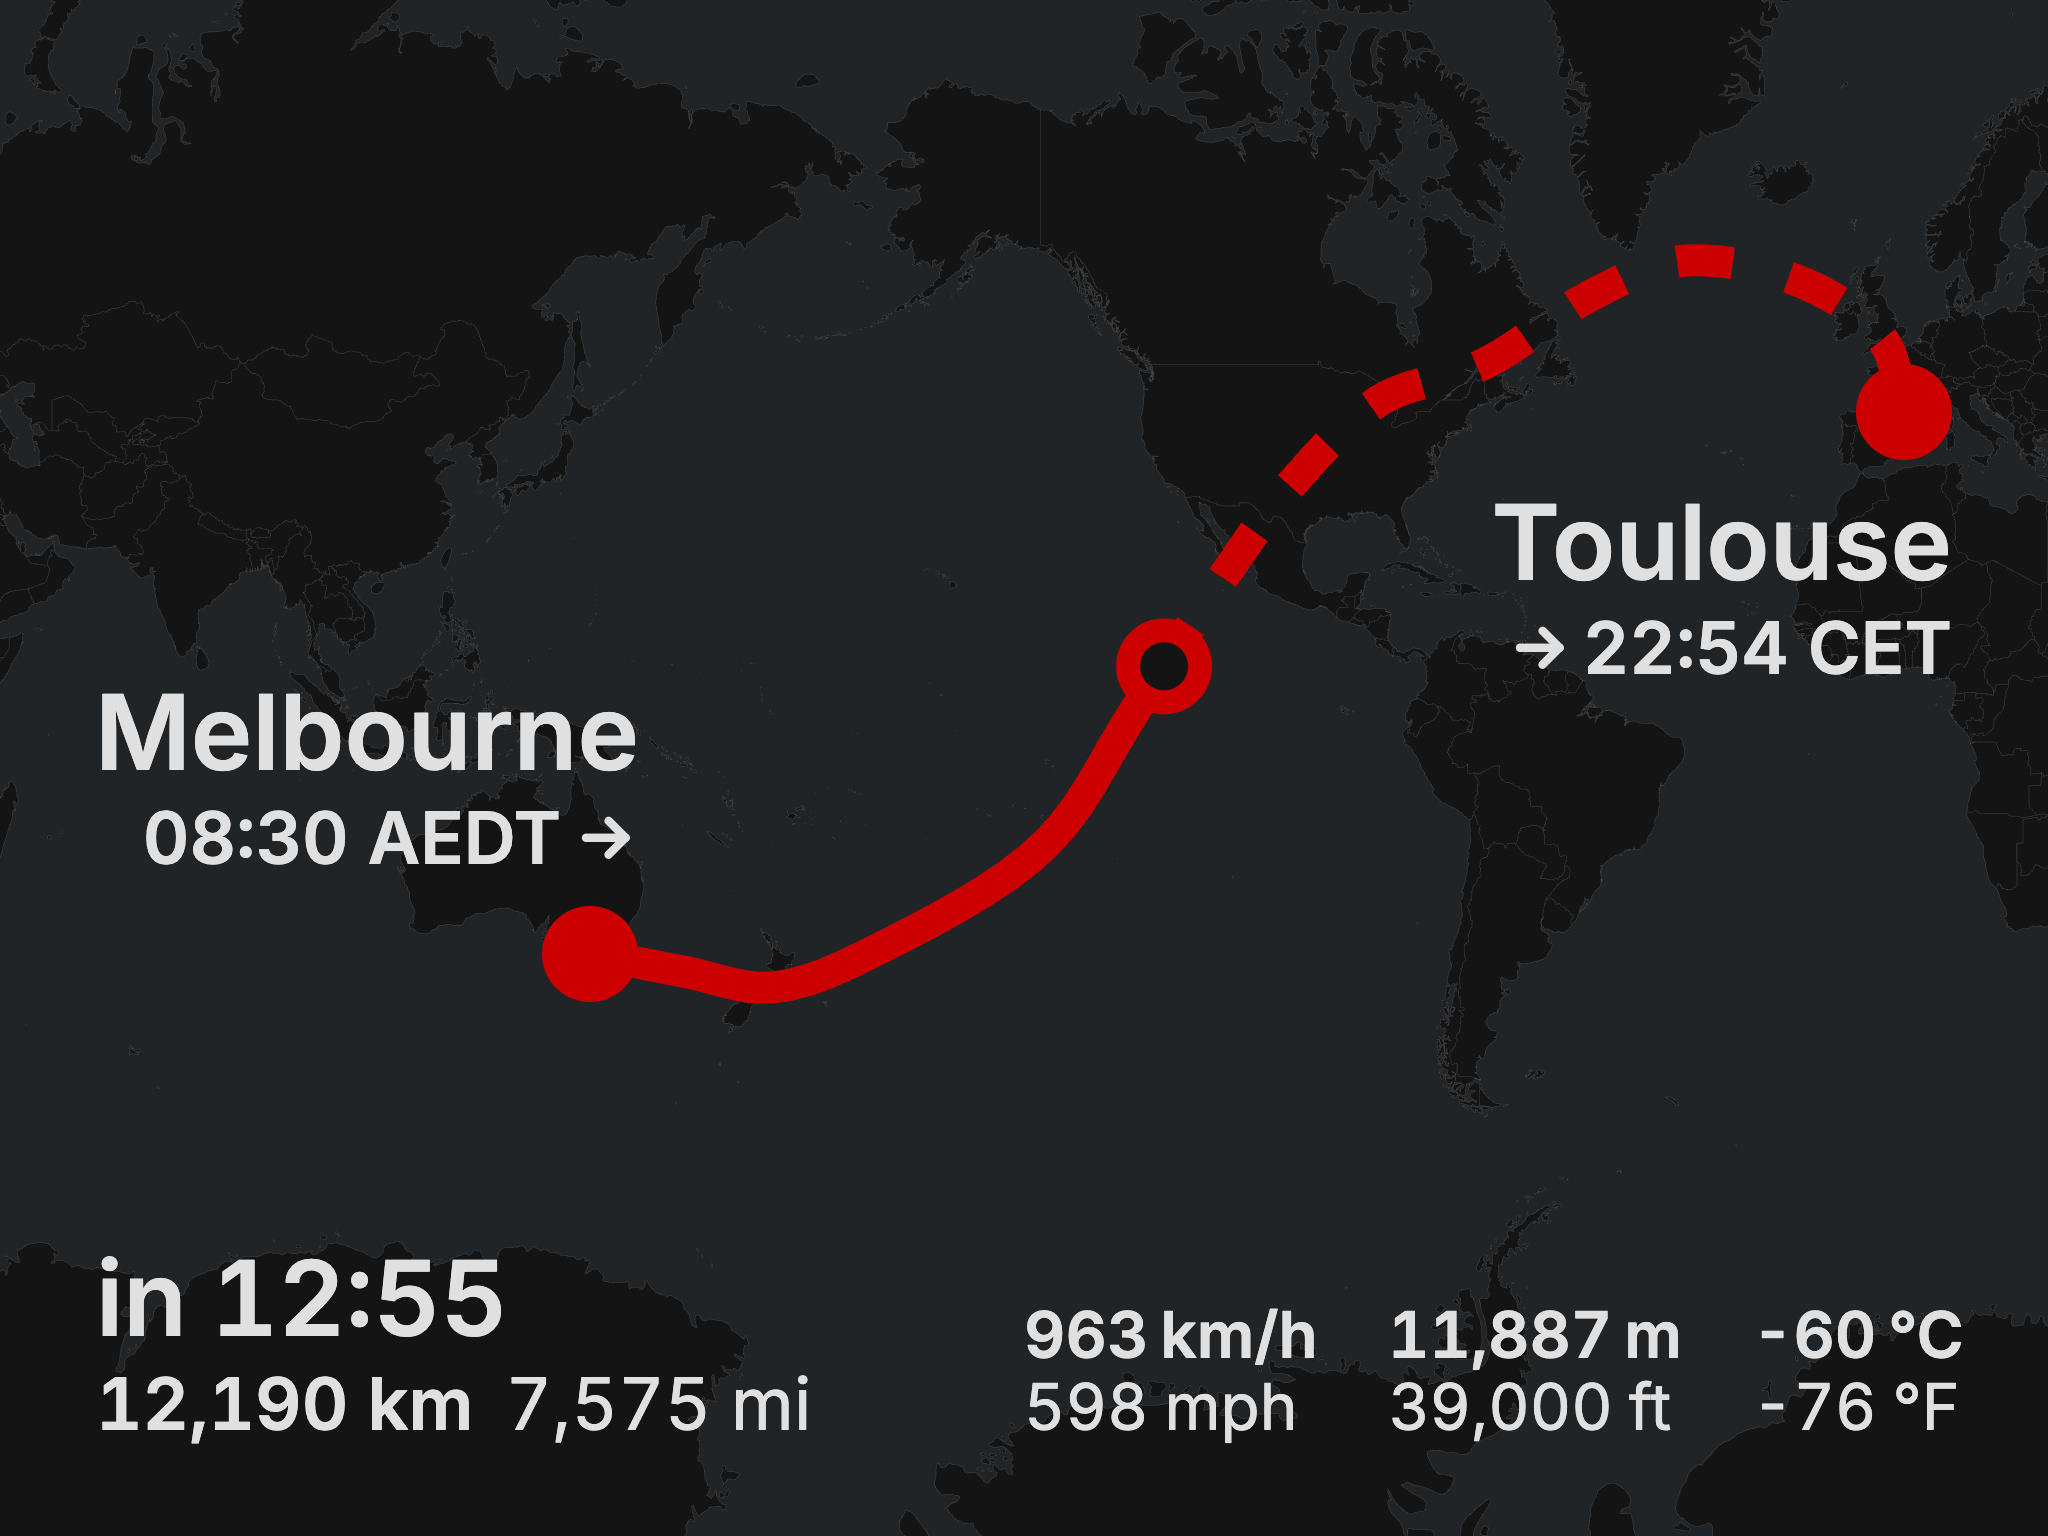 Toulouse
→ 22:54 CET
Melbourne
08:30 AEDT →
in 12:55
12,190 km 7,575 mi
963 km/h 11,887 m -60 °C
598 mph 39,000 ft -76 °F